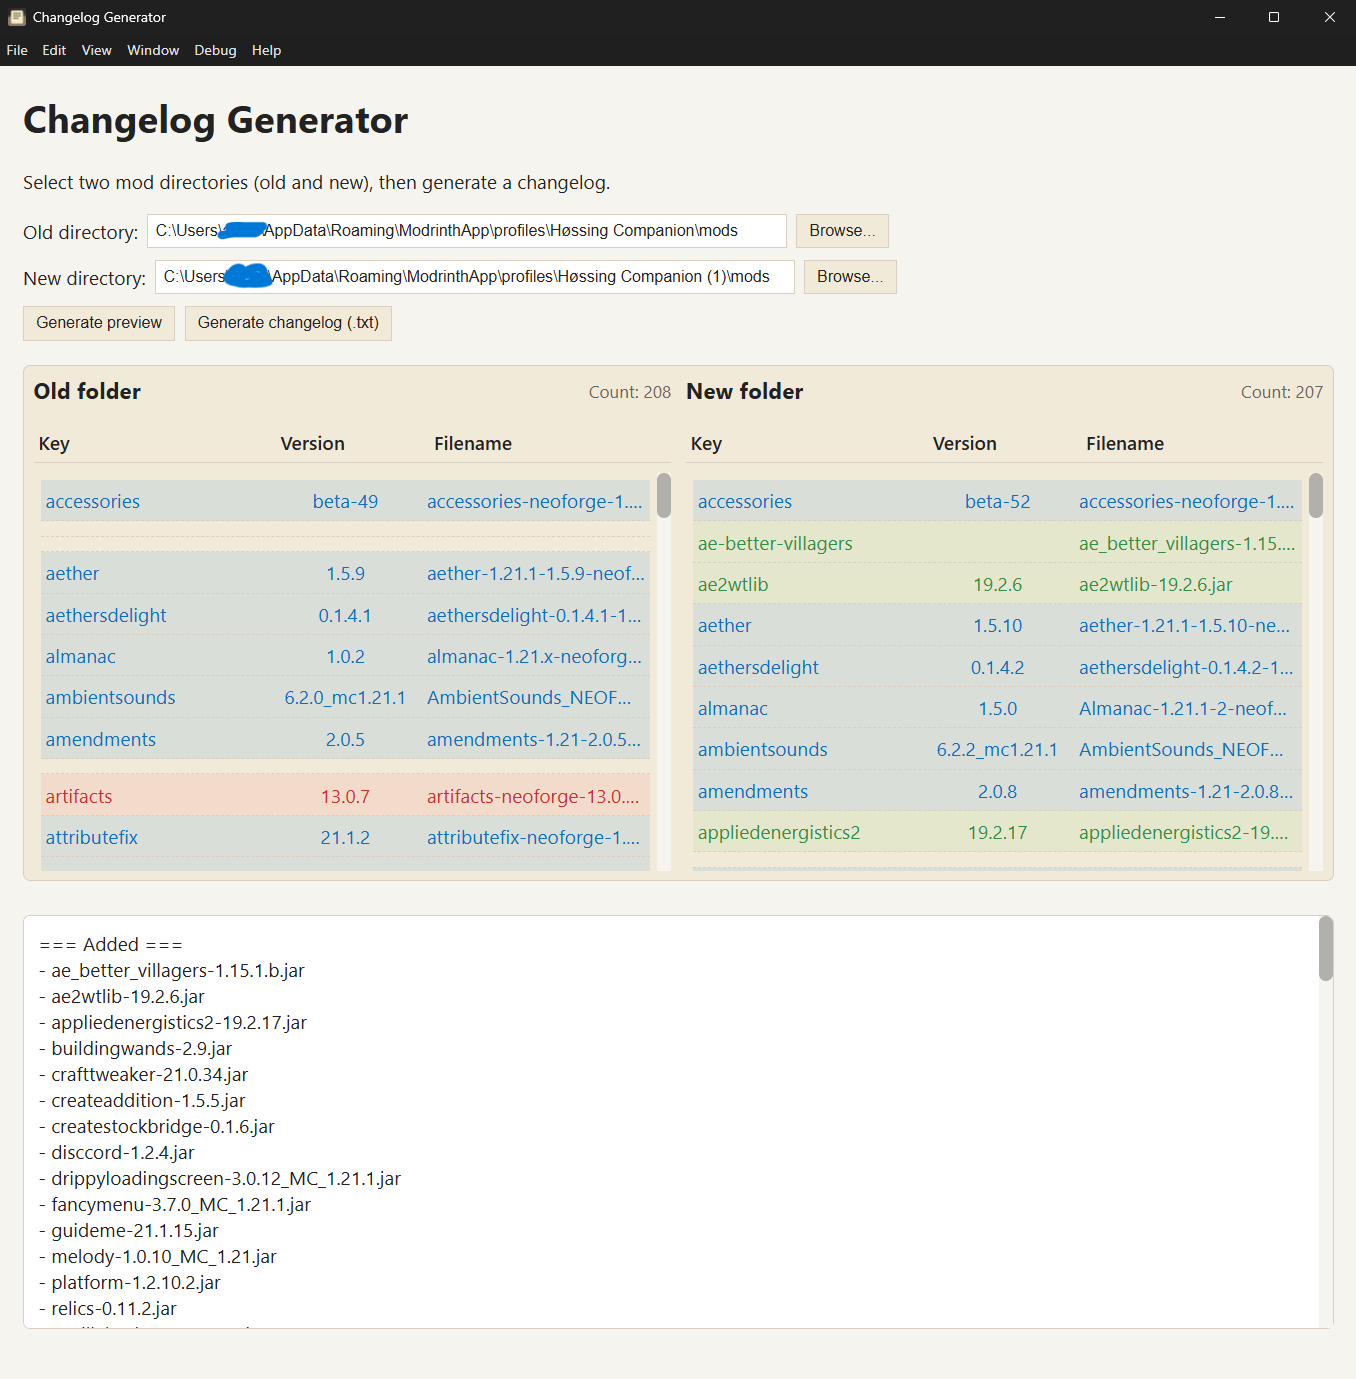 Changelog Generator
File Edit View Window Debug Help
Changelog Generator
Select two mod directories (old and new), then generate a changelog.
Old directory: C:\Users\ AppData\Roaming\ModrinthApp\profiles\Høssing Companion\mods Browse...
New directory: C:\Users \AppData\Roaming\ModrinthApp\profiles\Høssing Companion (1)\mods Browse...
Generate preview Generate changelog (.txt)
Old folder Count: 208
Key Version Filename
accessories beta-49 accessories-neoforge-1....
aether 1.5.9 aether-1.21.1-1.5.9-neof...
aethersdelight 0.1.4.1 aethersdelight-0.1.4.1-1...
almanac 1.0.2 almanac-1.21.x-neoforg...
ambientsounds 6.2.0_mc1.21.1 AmbientSounds_NEOF...
amendments 2.0.5 amendments-1.21-2.0.5...
artifacts 13.0.7 artifacts-neoforge-13.0....
attributefix 21.1.2 attributefix-neoforge-1....
New folder Count: 207
Key Version Filename
accessories beta-52 accessories-neoforge-1....
ae-better-villagers ae_better_villagers-1.15....
ae2wtlib 19.2.6 ae2wtlib-19.2.6.jar
aether 1.5.10 aether-1.21.1-1.5.10-ne...
aethersdelight 0.1.4.2 aethersdelight-0.1.4.2-1...
almanac 1.5.0 Almanac-1.21.1-2-neof...
ambientsounds 6.2.2_mc1.21.1 AmbientSounds_NEOF...
amendments 2.0.8 amendments-1.21-2.0.8...
appliedenergistics2 19.2.17 appliedenergistics2-19....
=== Added ===
- ae_better_villagers-1.15.1.b.jar
- ae2wtlib-19.2.6.jar
- appliedenergistics2-19.2.17.jar
- buildingwands-2.9.jar
- crafttweaker-21.0.34.jar
- createaddition-1.5.5.jar
- createstockbridge-0.1.6.jar
- disccord-1.2.4.jar
- drippyloadingscreen-3.0.12_MC_1.21.1.jar
- fancymenu-3.7.0_MC_1.21.1.jar
- guideme-21.1.15.jar
- melody-1.0.10_MC_1.21.jar
- platform-1.2.10.2.jar
- relics-0.11.2.jar